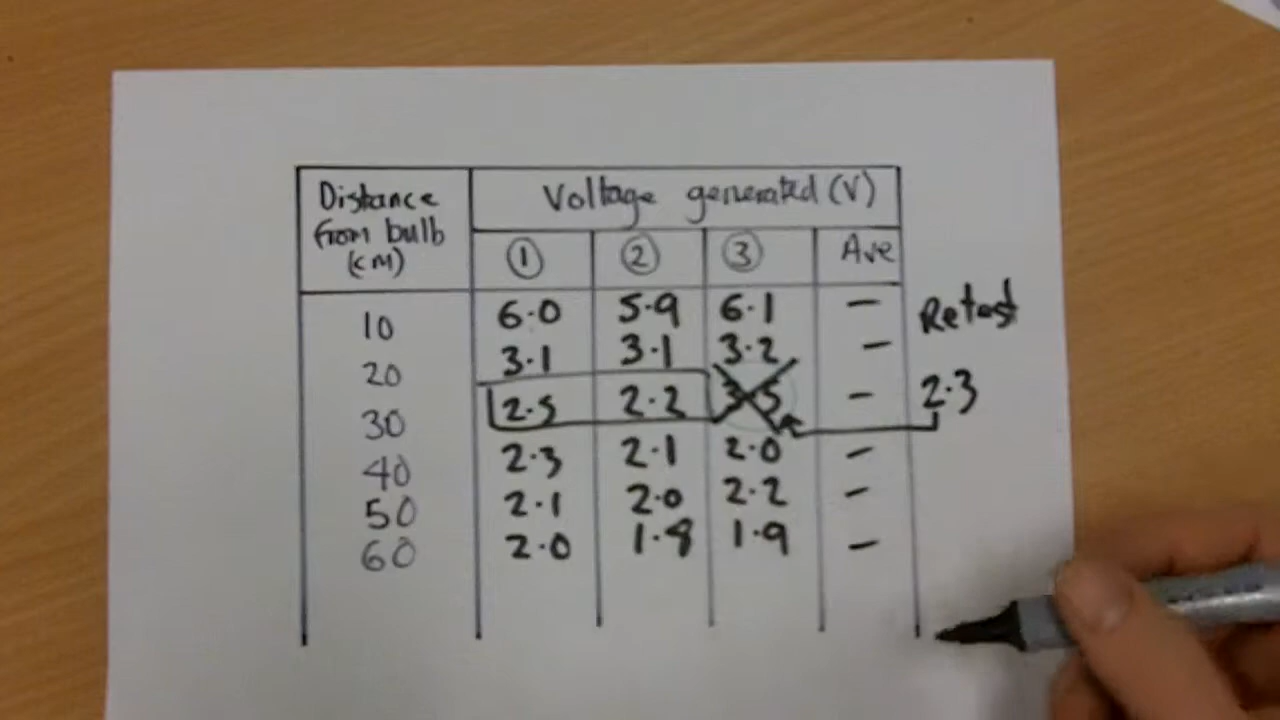 Distance
from bulb
(cm)
Voltage generated (V)
1 2 3 Ave
10 6.0 5.9 6.1 –
Retest
20 3.1 3.1 3.2 –
30 2.5 2.2 3.5 – 2.3
40 2.3 2.1 2.0 –
50 2.1 2.0 2.2 –
60 2.0 1.8 1.9 –